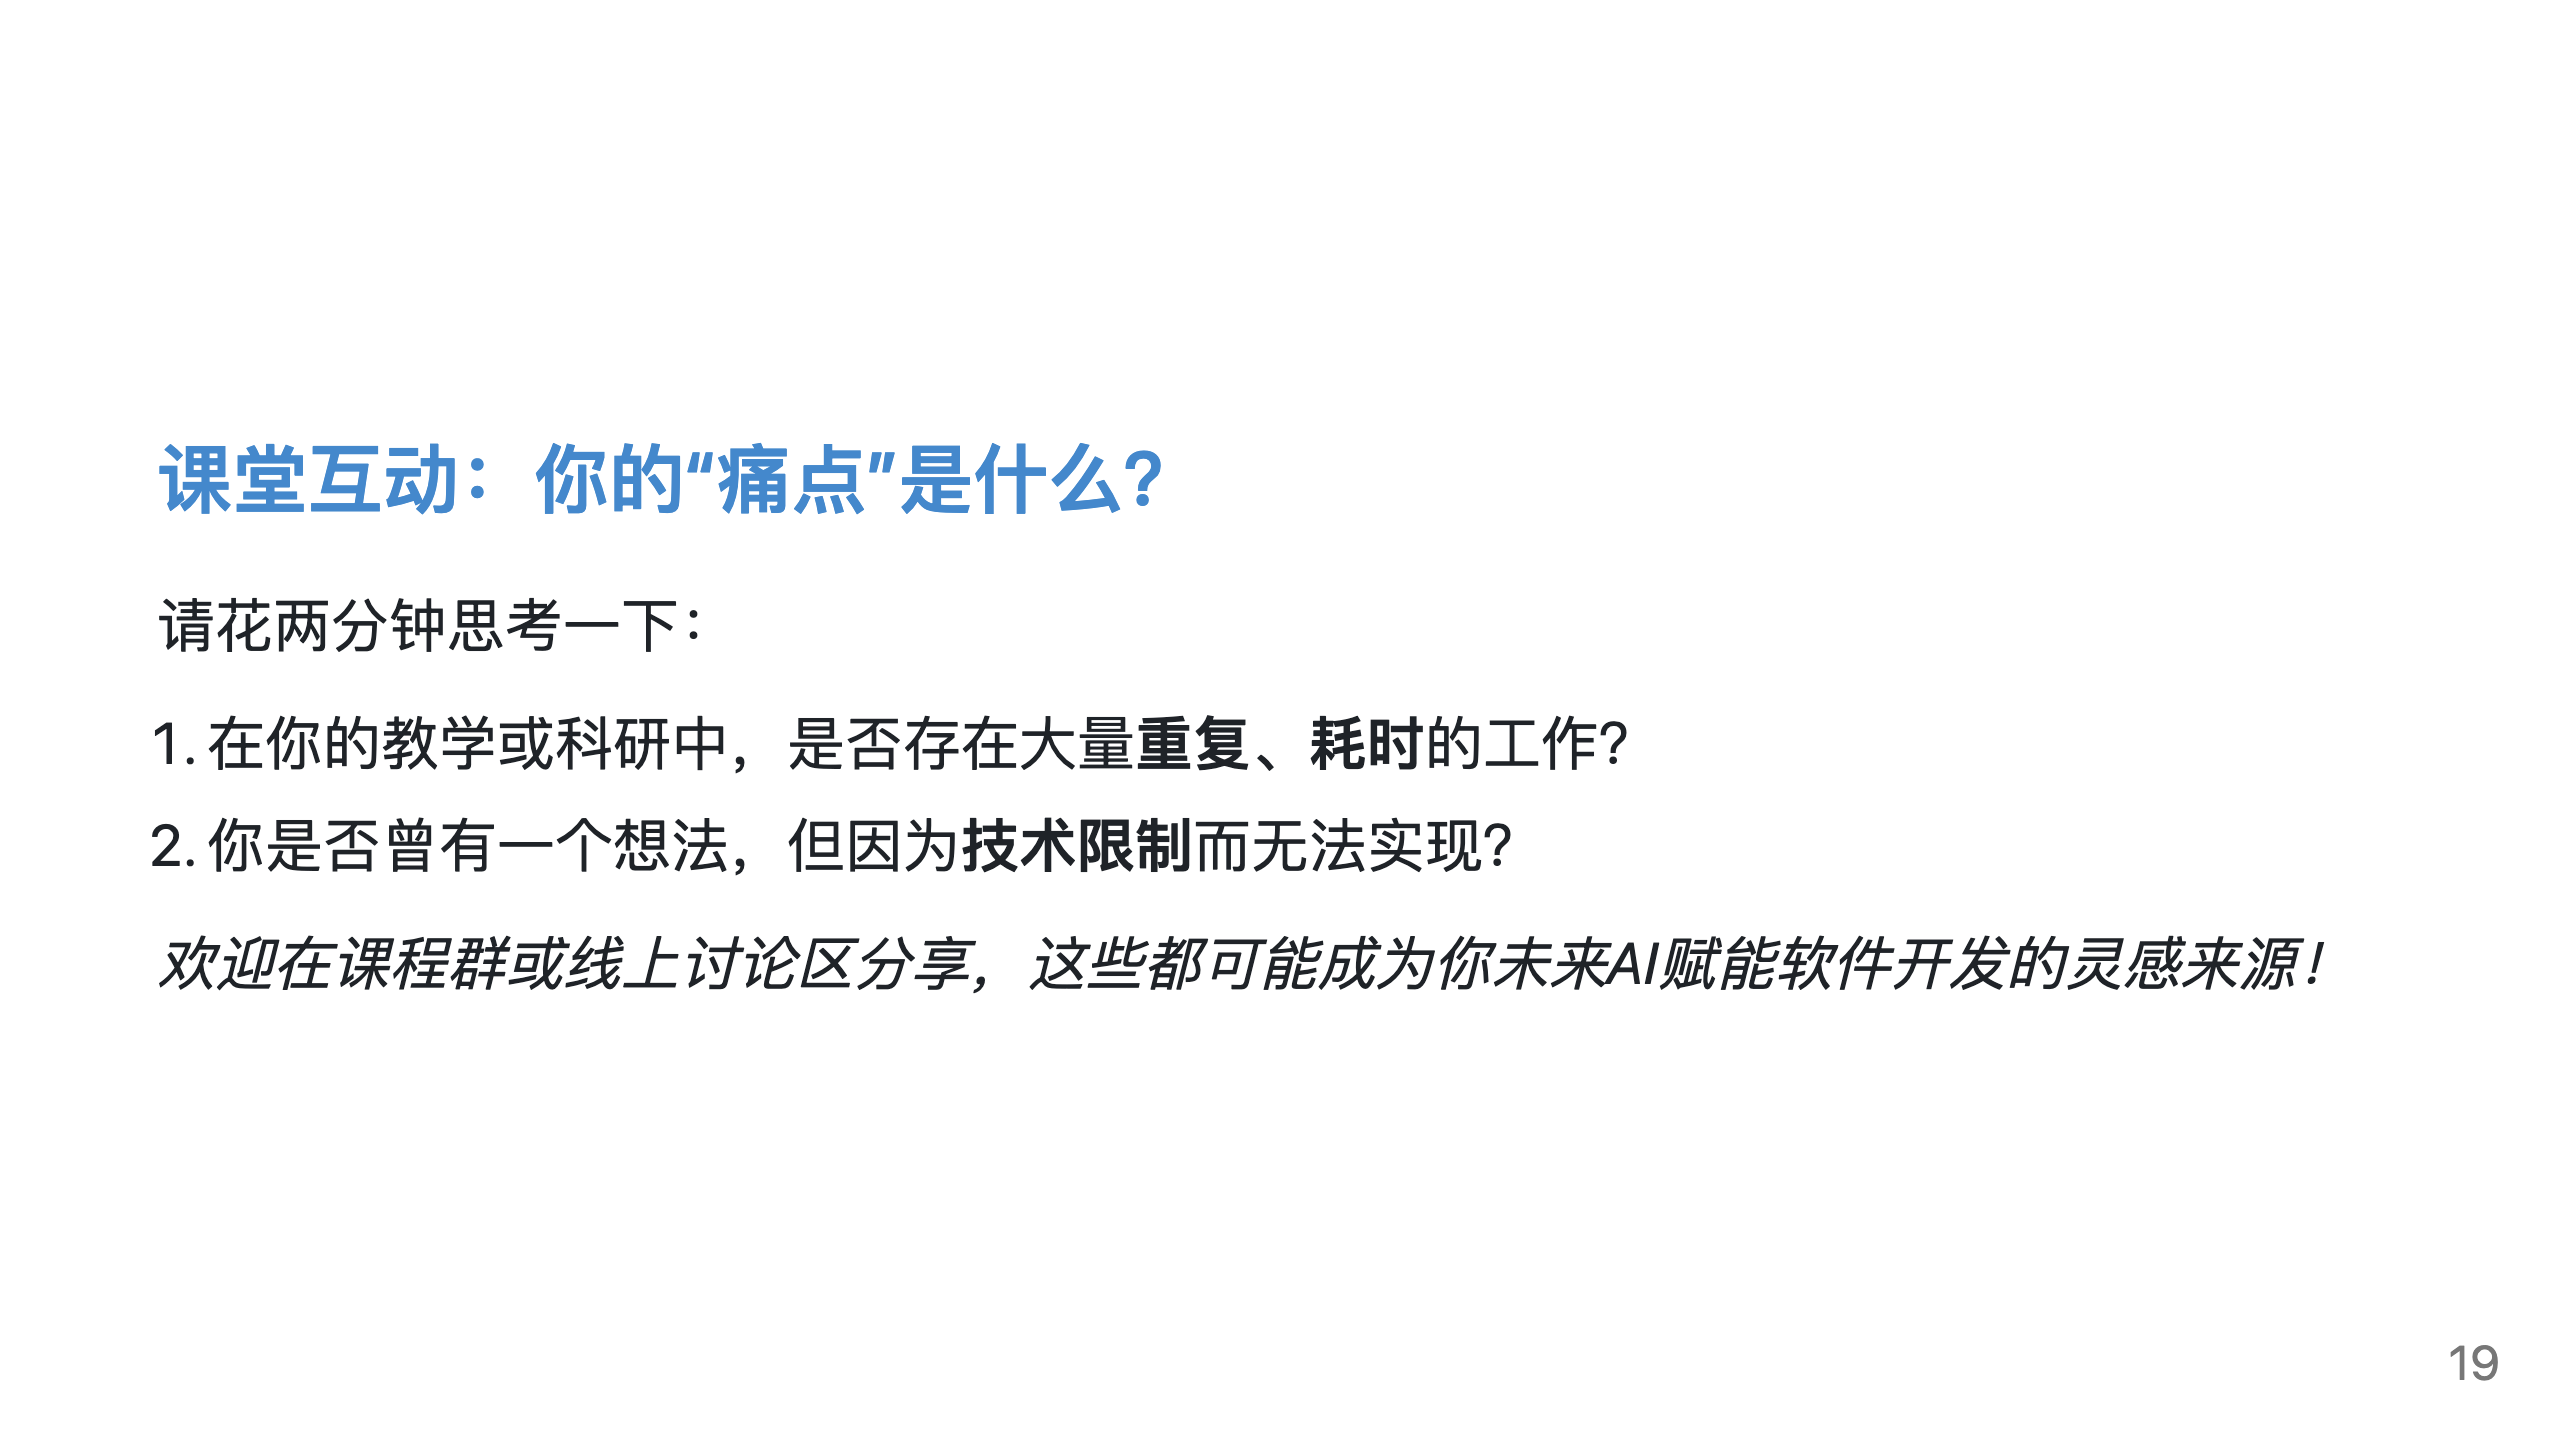 课堂互动：你的“痛点”是什么？
请花两分钟思考一下：
1. 在你的教学或科研中，是否存在大量重复、耗时的工作？
2. 你是否曾有一个想法，但因为技术限制而无法实现？
欢迎在课程群或线上讨论区分享，这些都可能成为你未来AI赋能软件开发的灵感来源！
19